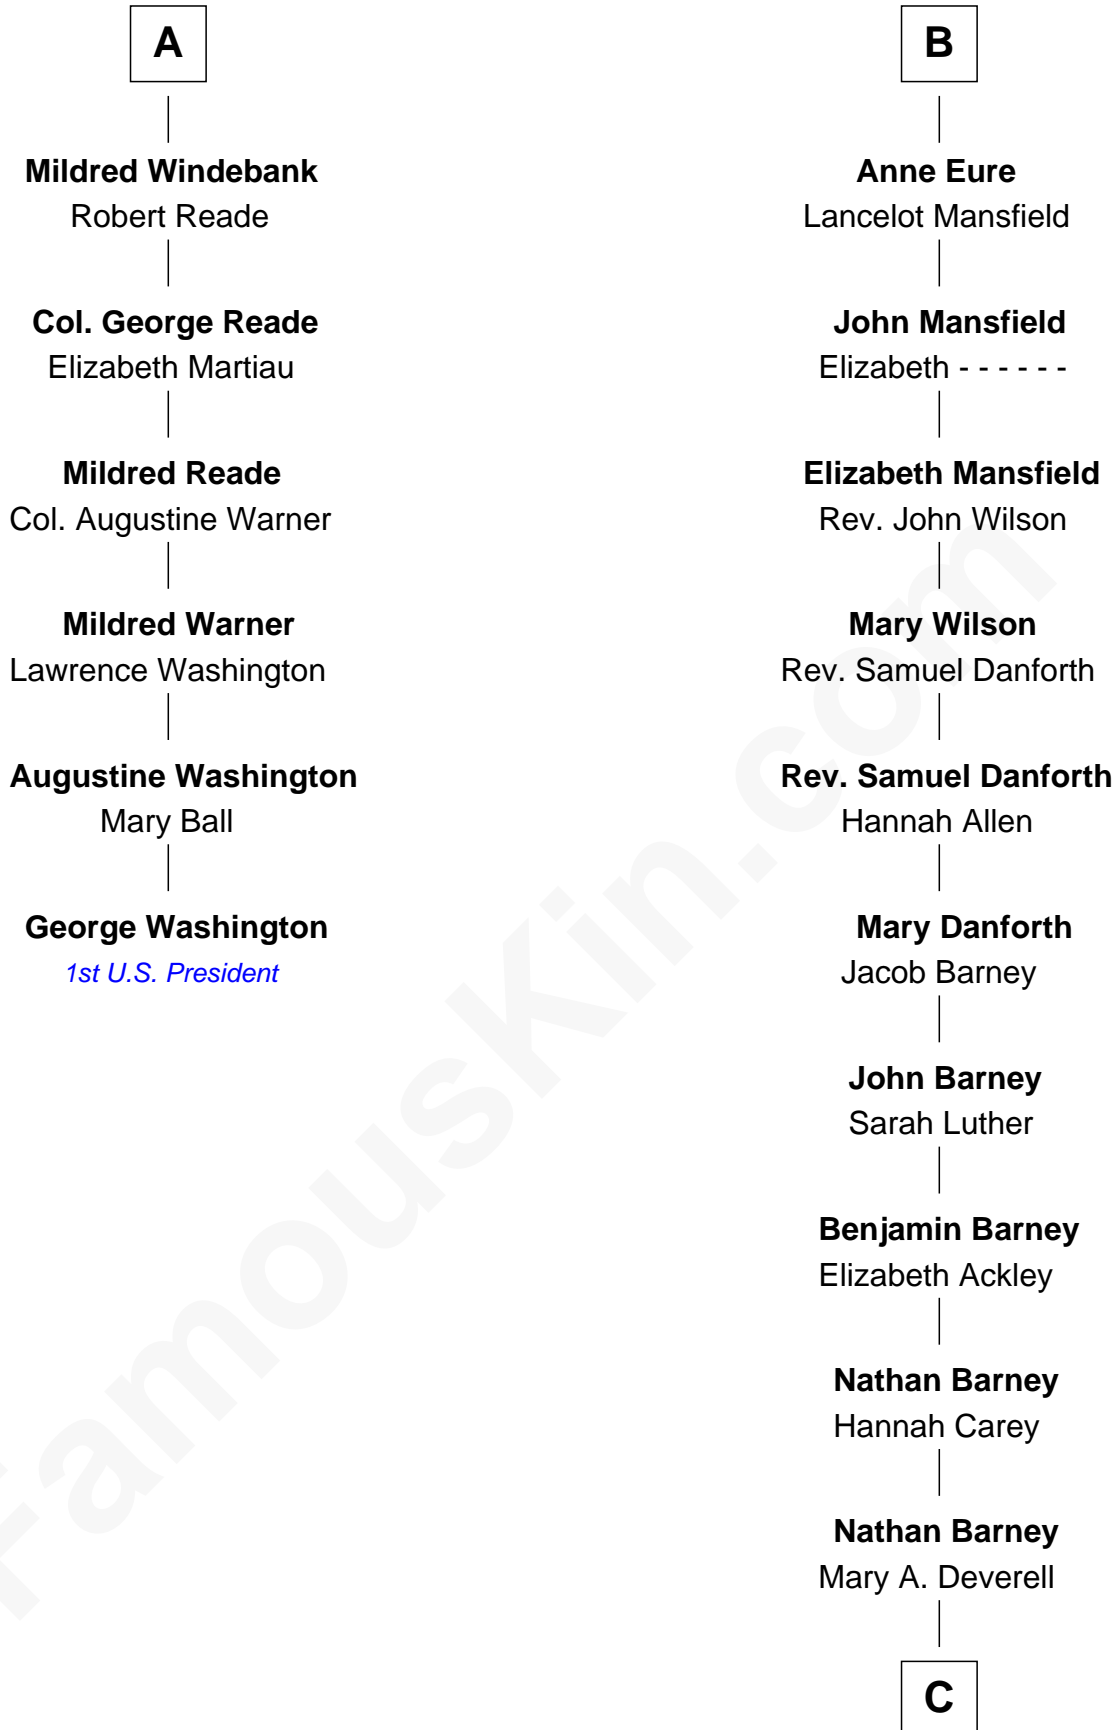 A
Mildred Windebank
Robert Reade
Col. George Reade
Elizabeth Martiau
Mildred Reade
Col. Augustine Warner
Mildred Warner
Lawrence Washington
Augustine Washington
Mary Ball
George Washington
1st U.S. President
B
Anne Eure
Lancelot Mansfield
John Mansfield
Elizabeth - - - - - -
Elizabeth Mansfield
Rev. John Wilson
Mary Wilson
Rev. Samuel Danforth
Rev. Samuel Danforth
Hannah Allen
Mary Danforth
Jacob Barney
John Barney
Sarah Luther
Benjamin Barney
Elizabeth Ackley
Nathan Barney
Hannah Carey
Nathan Barney
Mary A. Deverell
C
FamousKin.com